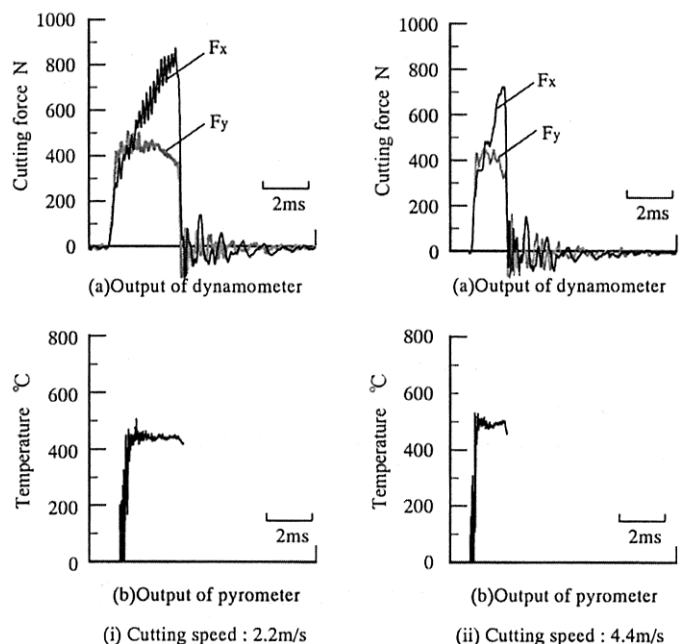 1000
800
600
400
200
0
Cutting force N
Fx
Fy
2ms
(a)Output of dynamometer
1000
800
600
400
200
0
Cutting force N
Fx
Fy
2ms
(a)Output of dynamometer
800
600
400
200
0
Temperature ℃
2ms
(b)Output of pyrometer
(i) Cutting speed : 2.2m/s
800
600
400
200
0
Temperature ℃
2ms
(b)Output of pyrometer
(ii) Cutting speed : 4.4m/s